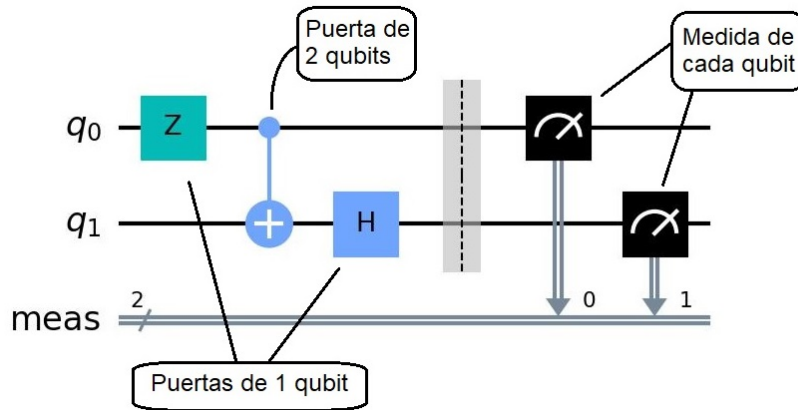 Puerta de
2 qubits
Medida de
cada qubit
q0
Z
q1
H
2
0
1
meas
Puertas de 1 qubit